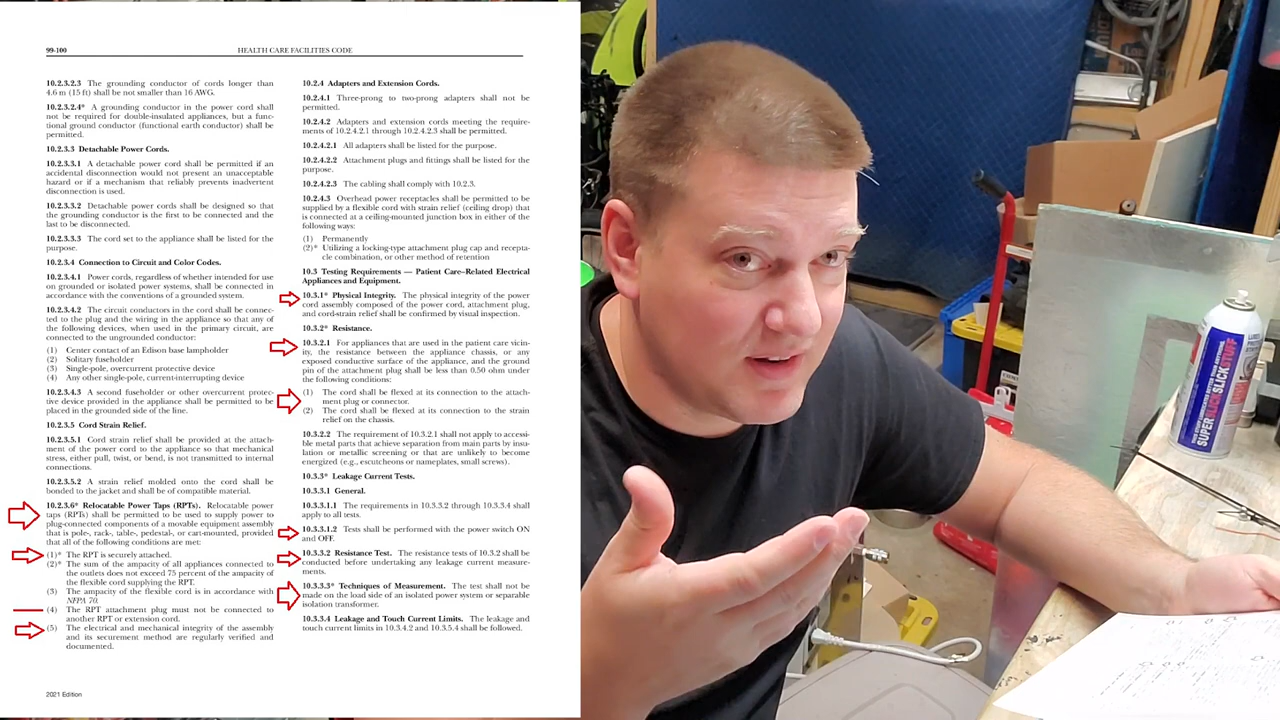 99-100
HEALTH CARE FACILITIES CODE
10.2.3.2.3 The grounding conductor of cords longer than
4.6 m (15 ft) shall be not smaller than 16 AWG.
10.2.3.2.4* A grounding conductor in the power cord shall
not be required for double-insulated appliances, but a func-
tional ground conductor (functional earth conductor) shall be
permitted.
10.2.3.3 Detachable Power Cords.
10.2.3.3.1 A detachable power cord shall be permitted if an
accidental disconnection would not present an unacceptable
hazard or if a mechanism that reliably prevents inadvertent
disconnection is used.
10.2.3.3.2 Detachable power cords shall be designed so that
the grounding conductor is the first to be connected and the
last to be disconnected.
10.2.3.3.3 The cord set to the appliance shall be listed for the
purpose.
10.2.3.4 Connection to Circuit and Color Codes.
10.2.3.4.1 Power cords, regardless of whether intended for use
on grounded or isolated power systems, shall be connected in
accordance with the conventions of a grounded system.
10.2.3.4.2 The circuit conductors in the cord shall be connec-
ted to the plug and the wiring in the appliance so that any of
the following devices, when used in the primary circuit, are
connected to the ungrounded conductor:
(1) Center contact of an Edison base lampholder
(2) Solitary fuseholder
(3) Single-pole, overcurrent protective device
(4) Any other single-pole, current-interrupting device
10.2.3.4.3 A second fuseholder or other overcurrent protec-
tive device provided in the appliance shall be permitted to be
placed in the grounded side of the line.
10.2.3.5 Cord Strain Relief.
10.2.3.5.1 Cord strain relief shall be provided at the attach-
ment of the power cord to the appliance so that mechanical
stress, either pull, twist, or bend, is not transmitted to internal
connections.
10.2.3.5.2 A strain relief molded onto the cord shall be
bonded to the jacket and shall be of compatible material.
10.2.3.6* Relocatable Power Taps (RPTs). Relocatable power
taps (RPTs) shall be permitted to be used to supply power to
plug-connected components of a movable equipment assembly
that is pole-, rack-, table-, pedestal-, or cart-mounted, provided
that all of the following conditions are met:
(1)* The RPT is securely attached.
(2)* The sum of the ampacity of all appliances connected to
the outlets does not exceed 75 percent of the ampacity of
the flexible cord supplying the RPT.
(3) The ampacity of the flexible cord is in accordance with
NFPA 70.
(4) The RPT attachment plug must not be connected to
another RPT or extension cord.
(5) The electrical and mechanical integrity of the assembly
and its securement method are regularly verified and
documented.
10.2.4 Adapters and Extension Cords.
10.2.4.1 Three-prong to two-prong adapters shall not be
permitted.
10.2.4.2 Adapters and extension cords meeting the require-
ments of 10.2.4.2.1 through 10.2.4.2.3 shall be permitted.
10.2.4.2.1 All adapters shall be listed for the purpose.
10.2.4.2.2 Attachment plugs and fittings shall be listed for the
purpose.
10.2.4.2.3 The cabling shall comply with 10.2.3.
10.2.4.3 Overhead power receptacles shall be permitted to be
supplied by a flexible cord with strain relief (ceiling drop) that
is connected at a ceiling-mounted junction box in either of the
following ways:
(1) Permanently
(2)* Utilizing a locking-type attachment plug cap and recepta-
cle combination, or other method of retention
10.3 Testing Requirements — Patient Care–Related Electrical
Appliances and Equipment.
10.3.1* Physical Integrity. The physical integrity of the power
cord assembly composed of the power cord, attachment plug,
and cord-strain relief shall be confirmed by visual inspection.
10.3.2* Resistance.
10.3.2.1 For appliances that are used in the patient care vicin-
ity, the resistance between the appliance chassis, or any
exposed conductive surface of the appliance, and the ground
pin of the attachment plug shall be less than 0.50 ohm under
the following conditions:
(1) The cord shall be flexed at its connection to the attach-
ment plug or connector.
(2) The cord shall be flexed at its connection to the strain
relief on the chassis.
10.3.2.2 The requirement of 10.3.2.1 shall not apply to accessi-
ble metal parts that achieve separation from main parts by insu-
lation or metallic screening or that are unlikely to become
energized (e.g., escutcheons or nameplates, small screws).
10.3.3* Leakage Current Tests.
10.3.3.1 General.
10.3.3.1.1 The requirements in 10.3.3.2 through 10.3.3.4 shall
apply to all tests.
10.3.3.1.2 Tests shall be performed with the power switch ON
and OFF.
10.3.3.2 Resistance Test. The resistance tests of 10.3.2 shall be
conducted before undertaking any leakage current measure-
ments.
10.3.3.3* Techniques of Measurement. The test shall not be
made on the load side of an isolated power system or separable
isolation transformer.
10.3.3.4 Leakage and Touch Current Limits. The leakage and
touch current limits in 10.3.4.2 and 10.3.5.4 shall be followed.
2021 Edition
SUPER SLICK SLICK STUFF